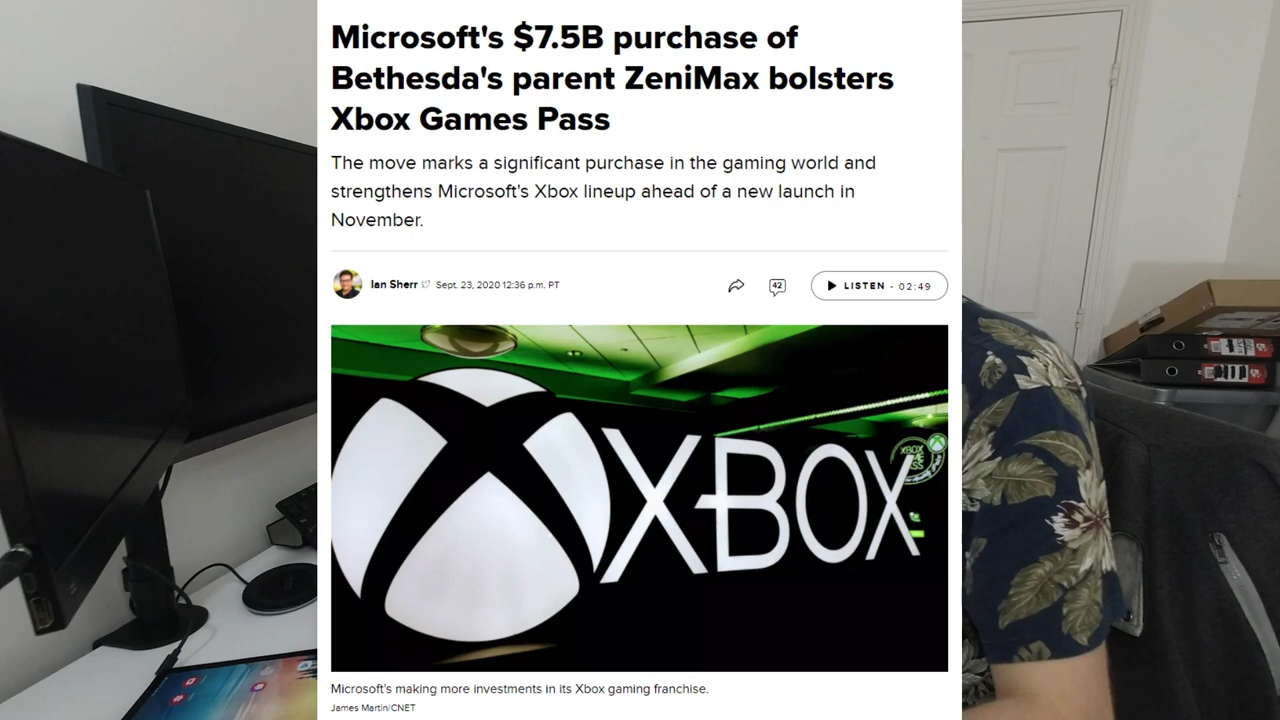 Microsoft's $7.5B purchase of
Bethesda's parent ZeniMax bolsters
Xbox Games Pass
The move marks a significant purchase in the gaming world and
strengthens Microsoft's Xbox lineup ahead of a new launch in
November.
Ian Sherr Sept. 23, 2020 12:36 p.m. PT
42
LISTEN - 02:49
XBOX
XBOX
Microsoft's making more investments in its Xbox gaming franchise.
James Martin/CNET